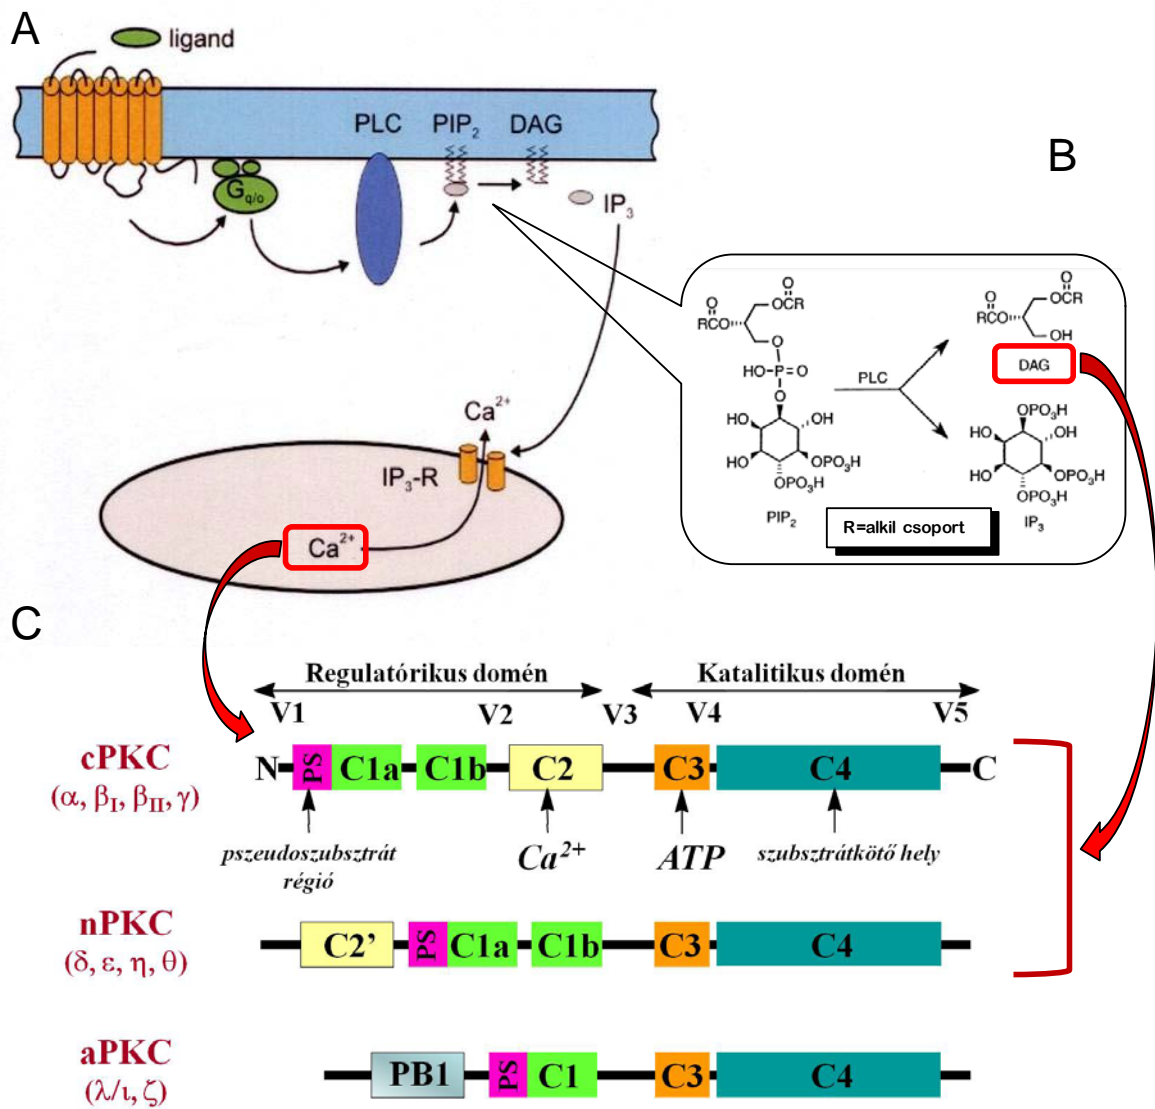 A
ligand
PLC PIP₂ DAG
G q/o
IP₃
B
O
OCR
O
RCO
O
HO-P=O
O
HO OH
HO OPO₃H
OPO₃H
PIP₂
PLC
O
OCR
O
RCO
OH
DAG
OPO₃H
HO OH
HO OPO₃H
OPO₃H
IP₃
R=alkil csoport
Ca²⁺
IP₃-R
Ca²⁺
C
Regulatórikus domén Katalitikus domén
V1 V2 V3 V4 V5
cPKC
(α, βI, βII, γ)
N PS C1a C1b C2 C3 C4 C
pszeudoszubsztrát
régió
Ca²⁺ ATP szubsztrátkötő hely
nPKC
(δ, ε, η, θ)
C2’ PS C1a C1b C3 C4
aPKC
(λ/ι, ζ)
PB1 PS C1 C3 C4